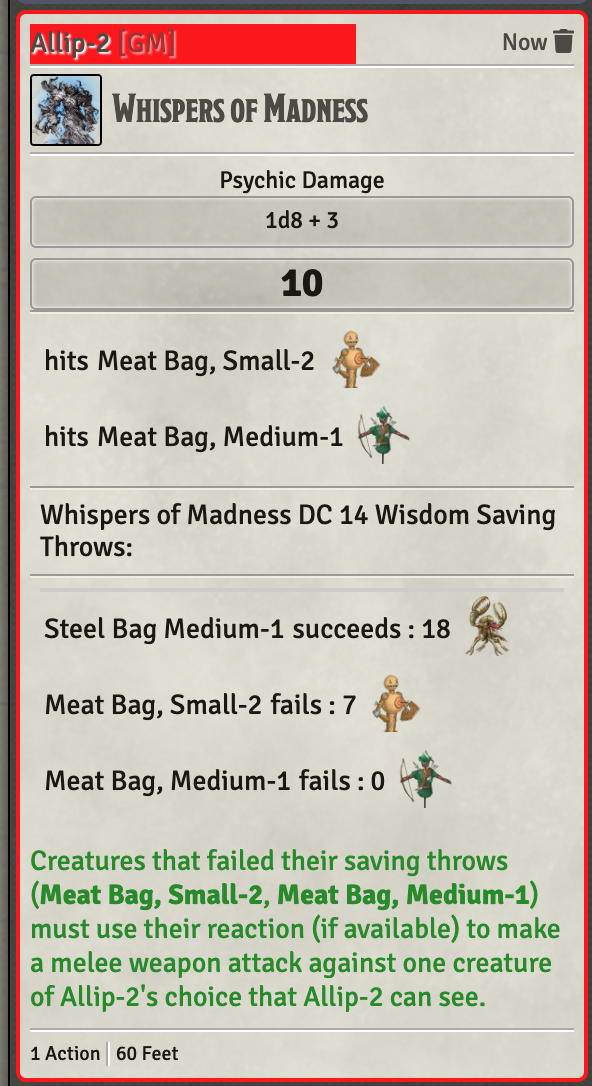 Allip-2 [GM]
Now
Whispers of Madness
Psychic Damage
1d8 + 3
10
hits Meat Bag, Small-2
hits Meat Bag, Medium-1
Whispers of Madness DC 14 Wisdom Saving
Throws:
Steel Bag Medium-1 succeeds : 18
Meat Bag, Small-2 fails : 7
Meat Bag, Medium-1 fails : 0
Creatures that failed their saving throws
(Meat Bag, Small-2, Meat Bag, Medium-1)
must use their reaction (if available) to make
a melee weapon attack against one creature
of Allip-2's choice that Allip-2 can see.
1 Action | 60 Feet